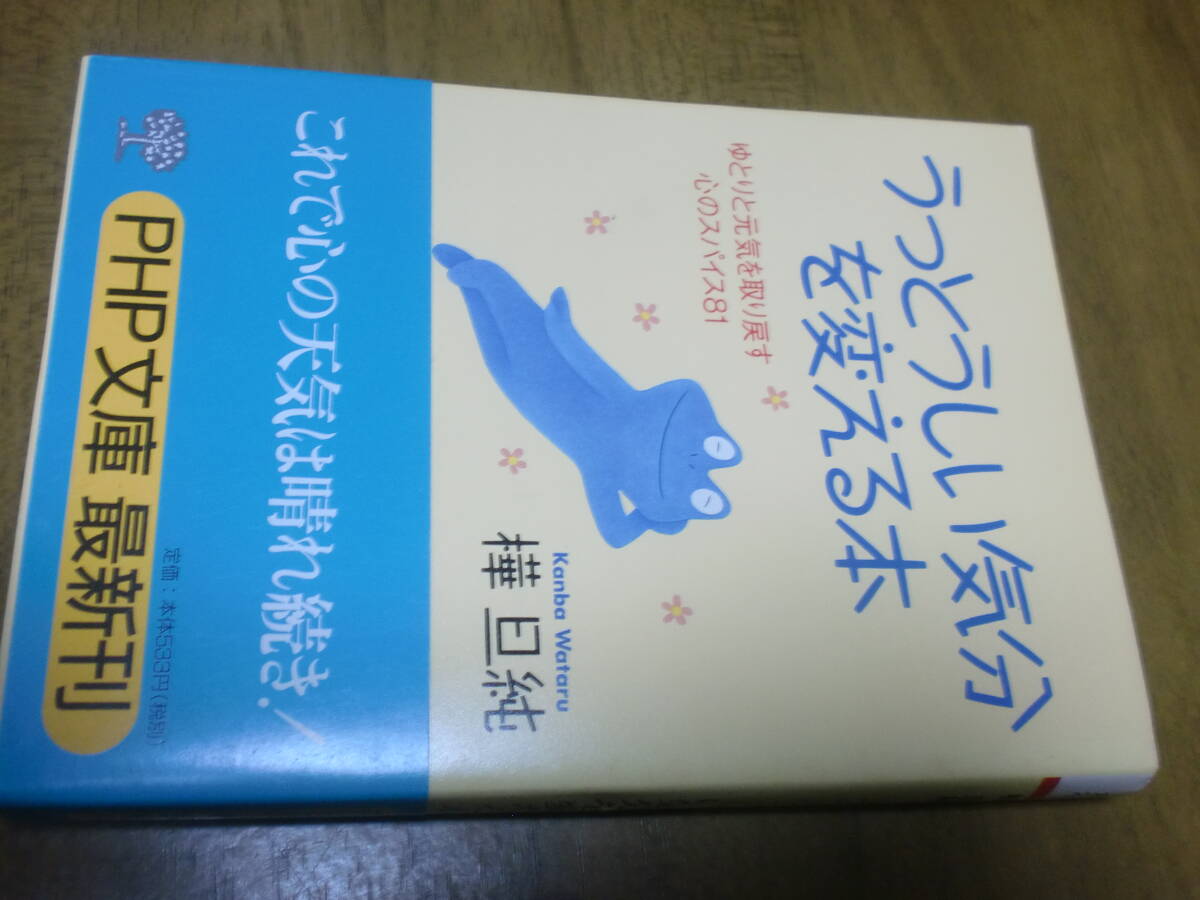 うっとうしい気分
を変える本
ゆとりと元気を取り戻す
心のスパイス81
Kanba Wataru
樺 旦純
これで心の天気は晴れ続き!
定価:本体533円(税別)
PHP文庫 最新刊